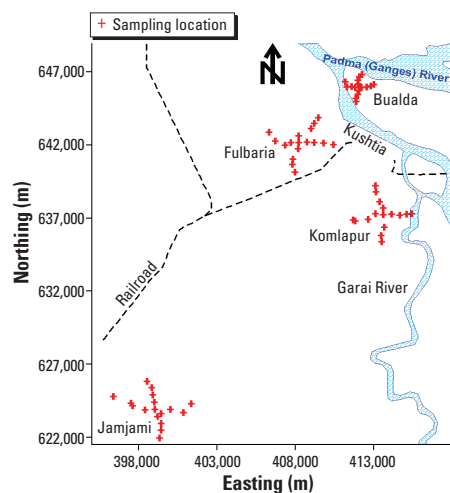 + Sampling location
647,000
642,000
637,000
632,000
627,000
622,000
Northing (m)
N
Padma (Ganges) River
Bualda
Kushtia
Fulbaria
Komlapur
Railroad
Garai River
Jamjami
398,000 403,000 408,000 413,000
Easting (m)